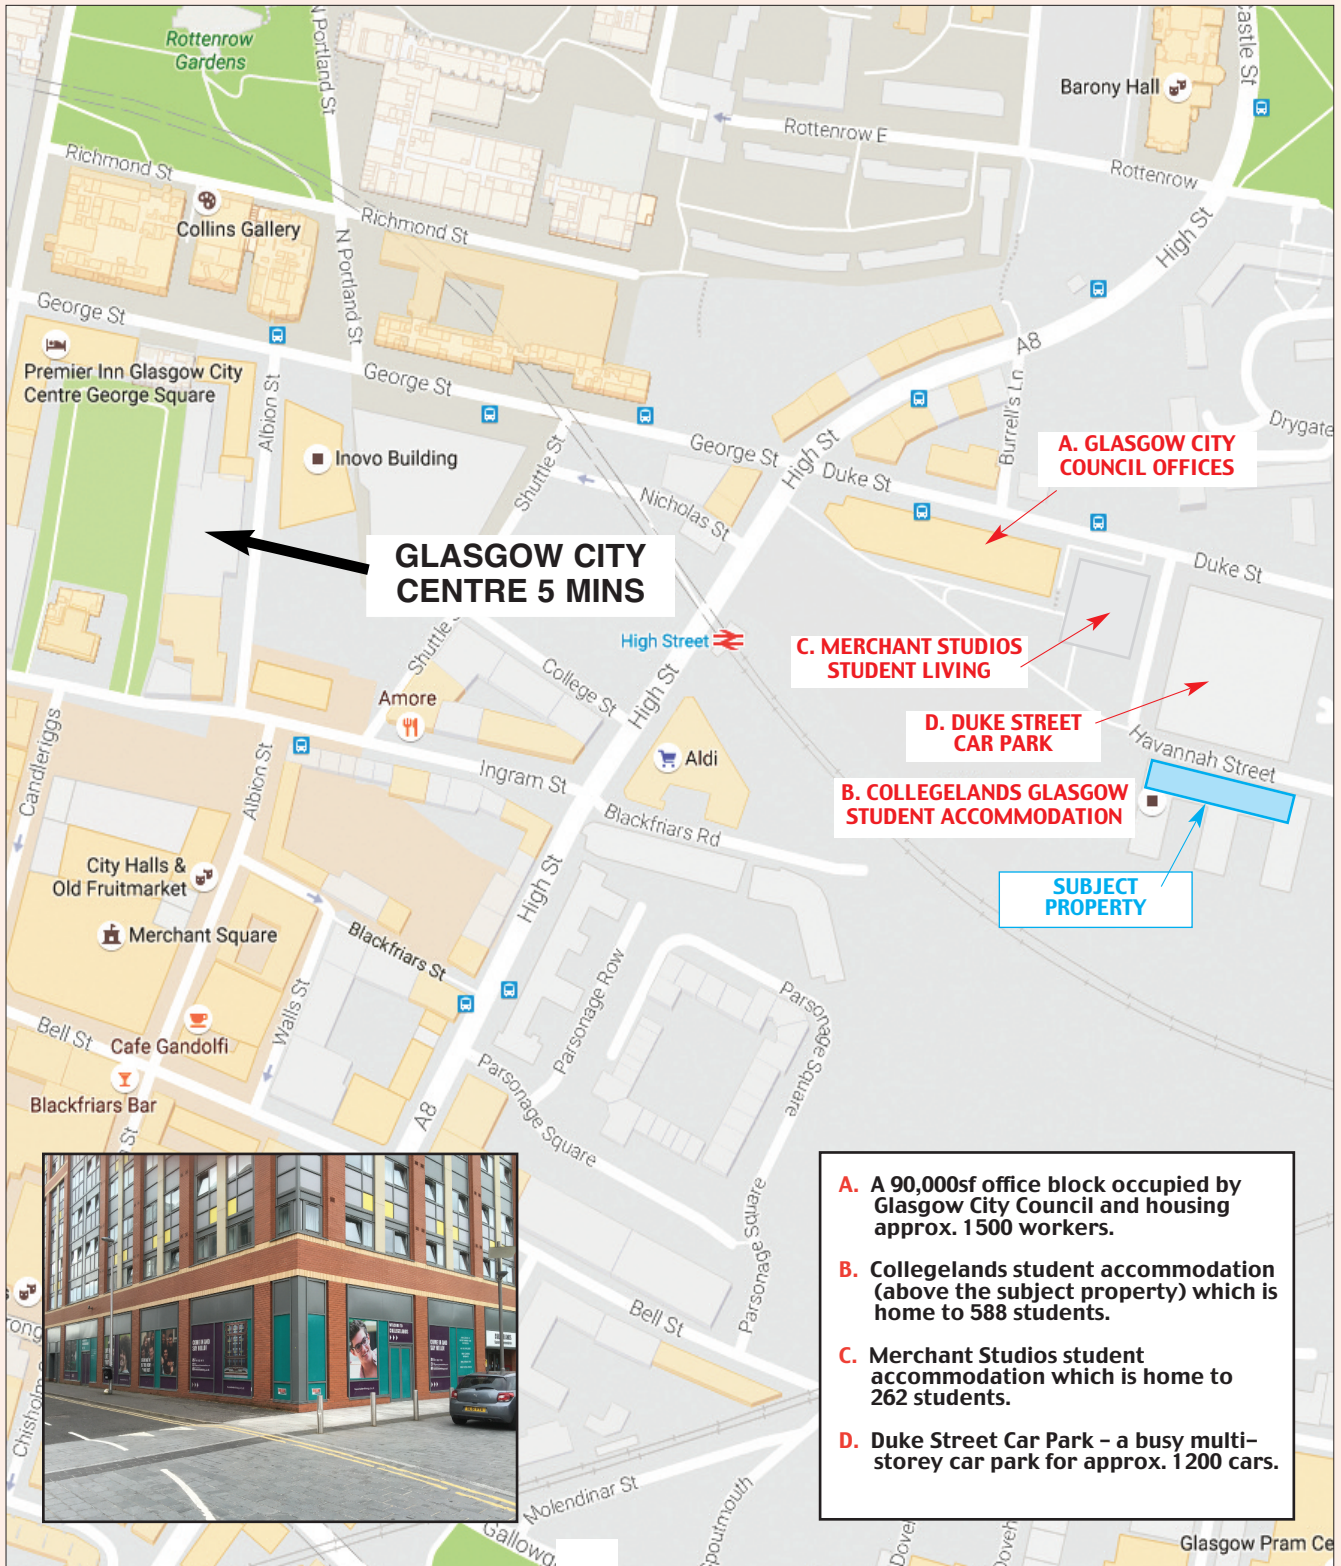 Rottenrow
Gardens
N Portland St
Castle St
Barony Hall
Rottenrow E
Rottenrow
Richmond St
Collins Gallery
Richmond St
N Portland St
High St
George St
Premier Inn Glasgow City
Centre George Square
George St
Albion St
A8
Burrell's Ln
Drygate
Inovo Building
Shuttle St
George St
High St
Duke St
A. GLASGOW CITY
COUNCIL OFFICES
Nicholas St
GLASGOW CITY
CENTRE 5 MINS
Duke St
High Street
C. MERCHANT STUDIOS
STUDENT LIVING
Shuttle S
College St
High St
Amore
D. DUKE STREET
CAR PARK
Havannah Street
Candleriggs
Albion St
Ingram St
Aldi
B. COLLEGELANDS GLASGOW
STUDENT ACCOMMODATION
Blackfriars Rd
City Halls &
Old Fruitmarket
High St
SUBJECT
PROPERTY
Merchant Square
Blackfriars St
Parsonage Row
Parsonage Square
Walls St
Bell St
Cafe Gandolfi
Blackfriars Bar
A8
Parsonage Square
n St
Parsonage Square
Bell St
rong
Chisholm
A. A 90,000sf office block occupied by
Glasgow City Council and housing
approx. 1500 workers.
B. Collegelands student accommodation
(above the subject property) which is
home to 588 students.
C. Merchant Studios student
accommodation which is home to
262 students.
D. Duke Street Car Park – a busy multi–
storey car park for approx. 1200 cars.
Molendinar St
Gallowg
spoutmouth
Dovel
Doveh
Glasgow Pram Ce